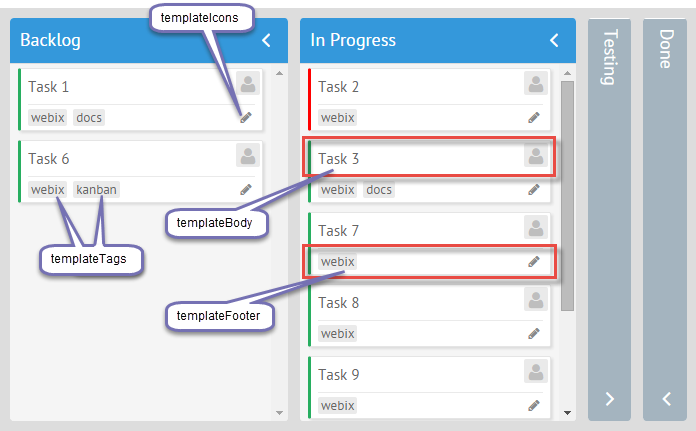 templateIcons
Backlog
Task 1
webix docs
Task 6
webix kanban
templateTags
templateBody
templateFooter
In Progress
Task 2
webix
Task 3
webix docs
Task 7
webix
Task 8
webix
Task 9
webix
Testing
Done